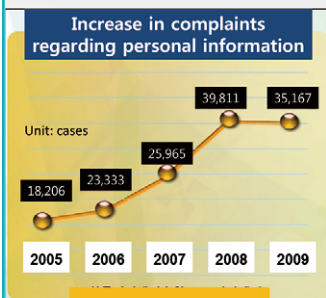 Increase in complaints
regarding personal information
39,811 35,167
Unit: cases
25,965
23,333
18,206
2005 2006 2007 2008 2009